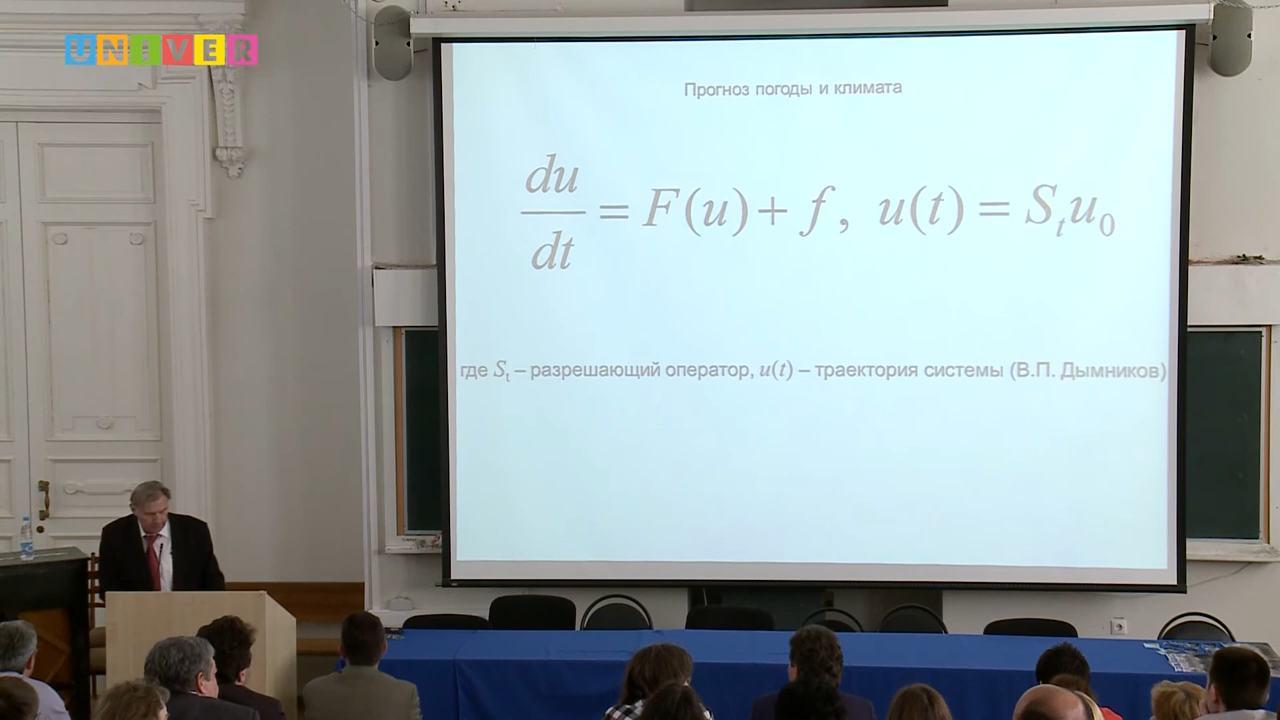 UNIVER
Прогноз погоды и климата
du/dt = F(u) + f, u(t) = S_t u_0
где S_t – разрешающий оператор, u(t) – траектория системы (В.П. Дымников)